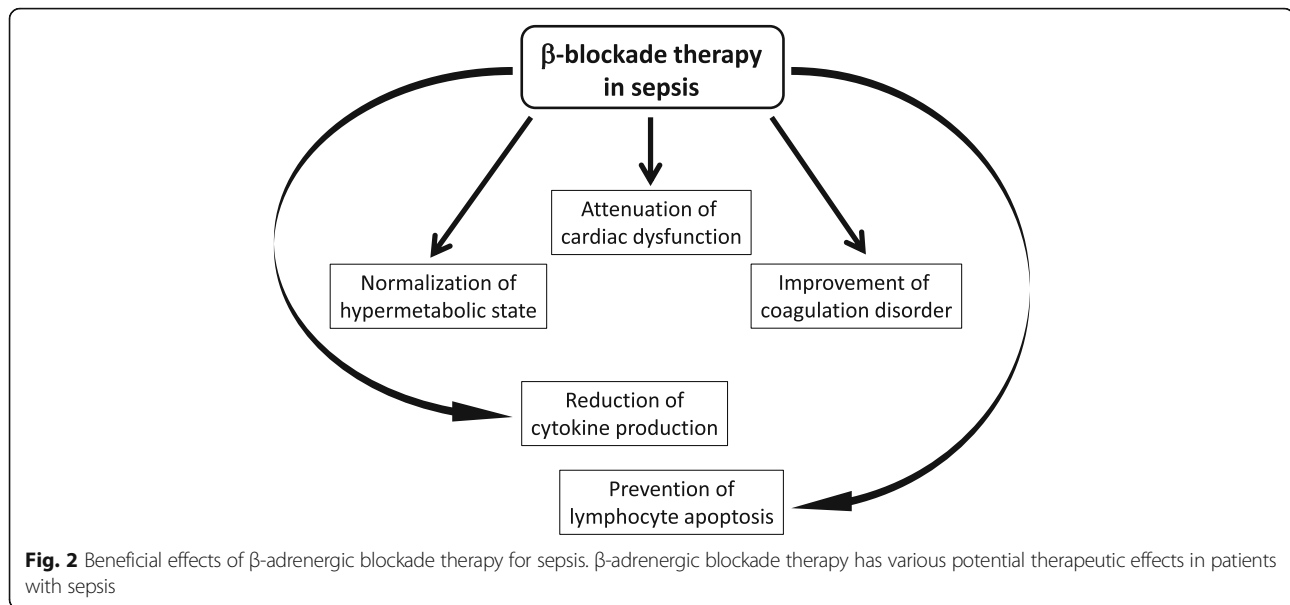 β-blockade therapy
in sepsis
Attenuation of
cardiac dysfunction
Normalization of
hypermetabolic state
Improvement of
coagulation disorder
Reduction of
cytokine production
Prevention of
lymphocyte apoptosis
Fig. 2 Beneficial effects of β-adrenergic blockade therapy for sepsis. β-adrenergic blockade therapy has various potential therapeutic effects in patients
with sepsis